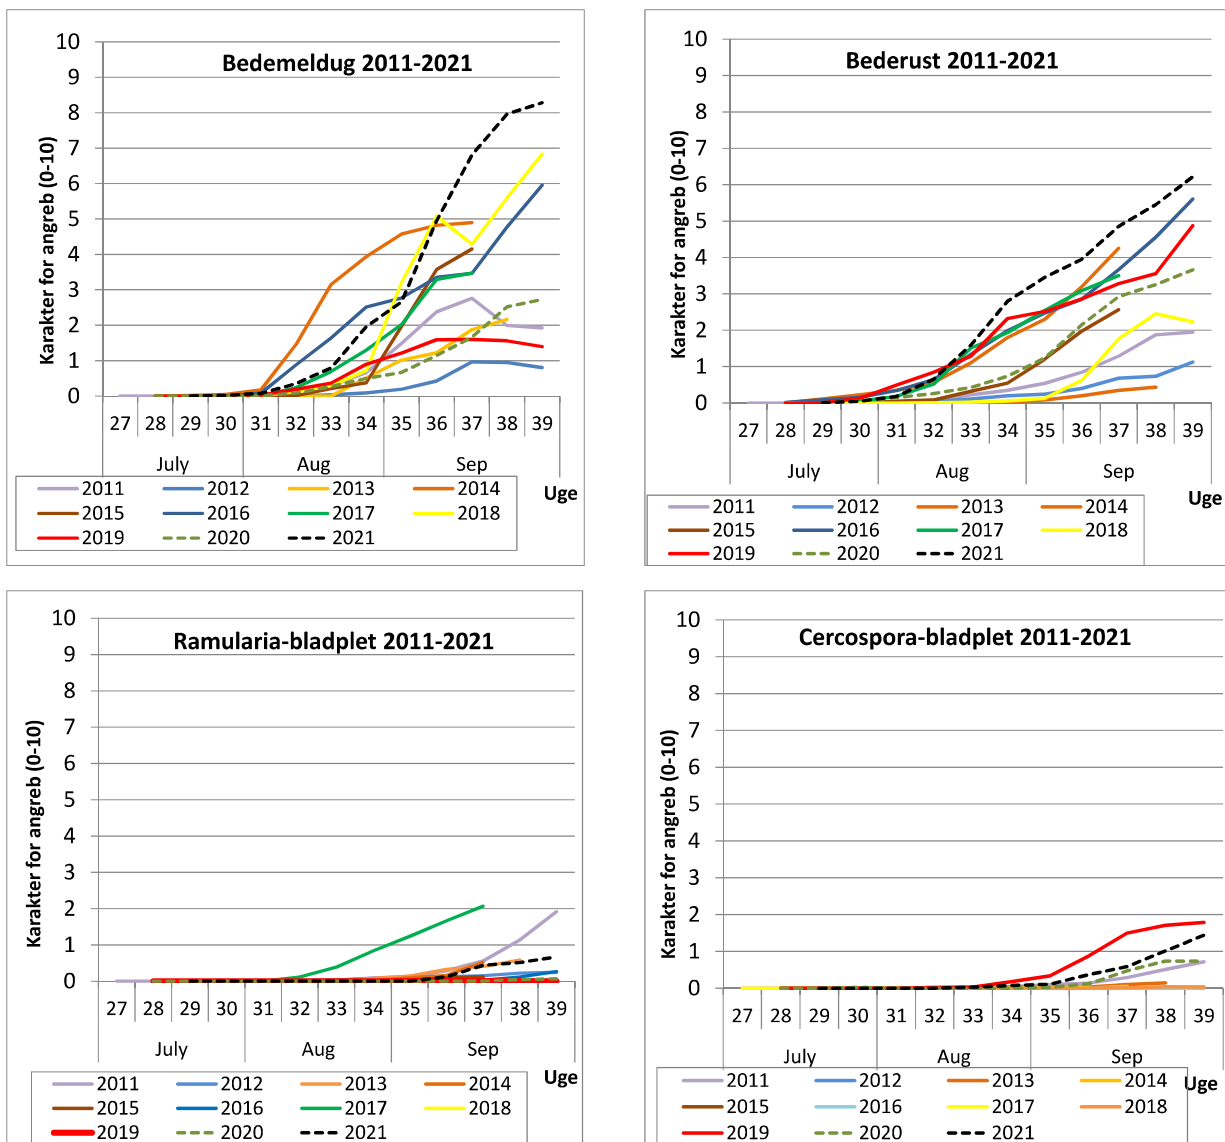 Bedemeldug 2011-2021
Karakter for angreb (0-10)
10
9
8
7
6
5
4
3
2
1
0
27 28 29 30 31 32 33 34 35 36 37 38 39
July Aug Sep
Uge
2011 2012 2013 2014
2015 2016 2017 2018
2019 2020 2021
Bederust 2011-2021
Karakter for angreb (0-10)
10
9
8
7
6
5
4
3
2
1
0
27 28 29 30 31 32 33 34 35 36 37 38 39
July Aug Sep
Uge
2011 2012 2013 2014
2015 2016 2017 2018
2019 2020 2021
Ramularia-bladplet 2011-2021
Karakter for angreb (0-10)
10
9
8
7
6
5
4
3
2
1
0
27 28 29 30 31 32 33 34 35 36 37 38 39
July Aug Sep
Uge
2011 2012 2013 2014
2015 2016 2017 2018
2019 2020 2021
Cercospora-bladplet 2011-2021
Karakter for angreb (0-10)
10
9
8
7
6
5
4
3
2
1
0
27 28 29 30 31 32 33 34 35 36 37 38 39
July Aug Sep
Uge
2011 2012 2013 2014
2015 2016 2017 2018
2019 2020 2021